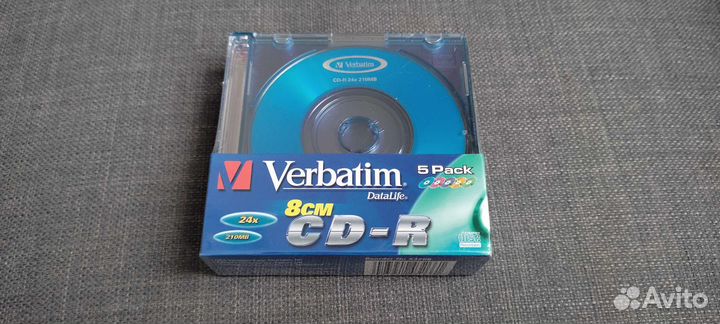 Verbatim
CD-R 24x 210MB
Verbatim
DataLife
5 Pack
8CM
CD-R
24x
210MB
Avito